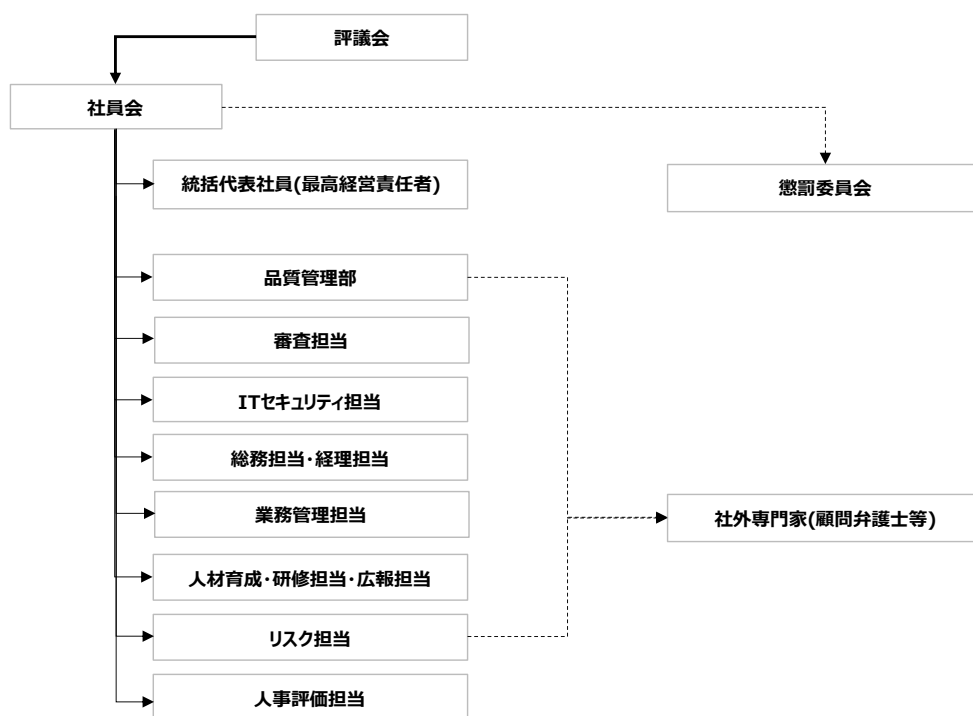 評議会
社員会
統括代表社員(最高経営責任者)
懲罰委員会
品質管理部
審査担当
ITセキュリティ担当
総務担当・経理担当
業務管理担当
社外専門家(顧問弁護士等)
人材育成・研修担当・広報担当
リスク担当
人事評価担当